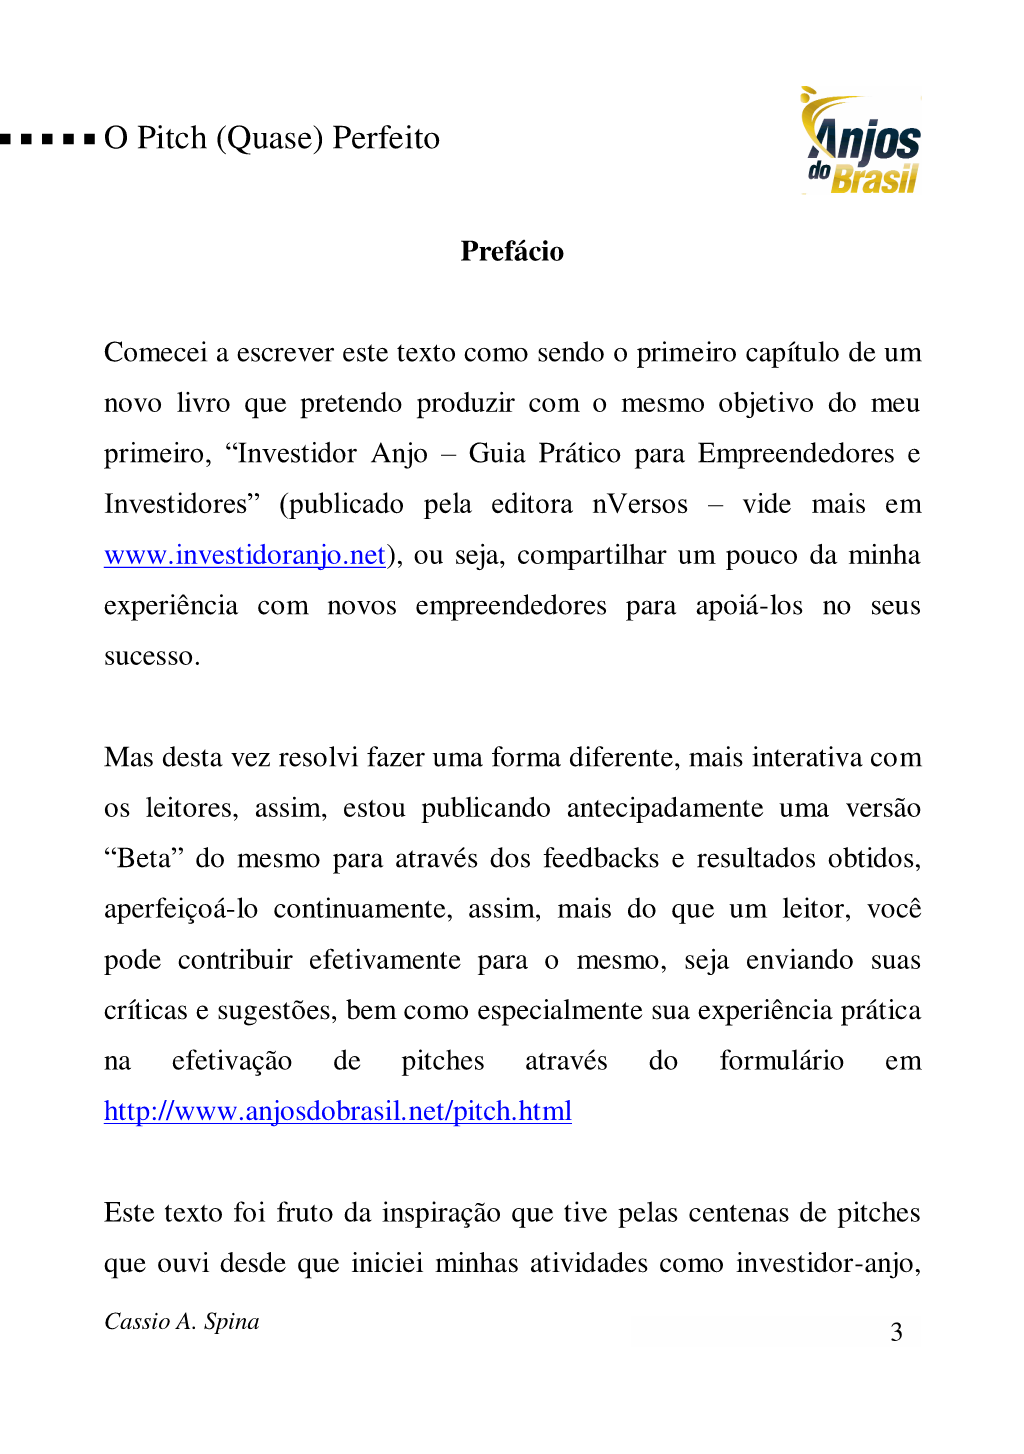 O Pitch (Quase) Perfeito
Anjos
do Brasil
Prefácio
Comecei a escrever este texto como sendo o primeiro capítulo de um
novo livro que pretendo produzir com o mesmo objetivo do meu
primeiro, “Investidor Anjo – Guia Prático para Empreendedores e
Investidores” (publicado pela editora nVersos – vide mais em
www.investidoranjo.net), ou seja, compartilhar um pouco da minha
experiência com novos empreendedores para apoiá-los no seus
sucesso.
Mas desta vez resolvi fazer uma forma diferente, mais interativa com
os leitores, assim, estou publicando antecipadamente uma versão
“Beta” do mesmo para através dos feedbacks e resultados obtidos,
aperfeiçoá-lo continuamente, assim, mais do que um leitor, você
pode contribuir efetivamente para o mesmo, seja enviando suas
críticas e sugestões, bem como especialmente sua experiência prática
na efetivação de pitches através do formulário em
http://www.anjosdobrasil.net/pitch.html
Este texto foi fruto da inspiração que tive pelas centenas de pitches
que ouvi desde que iniciei minhas atividades como investidor-anjo,
Cassio A. Spina
3